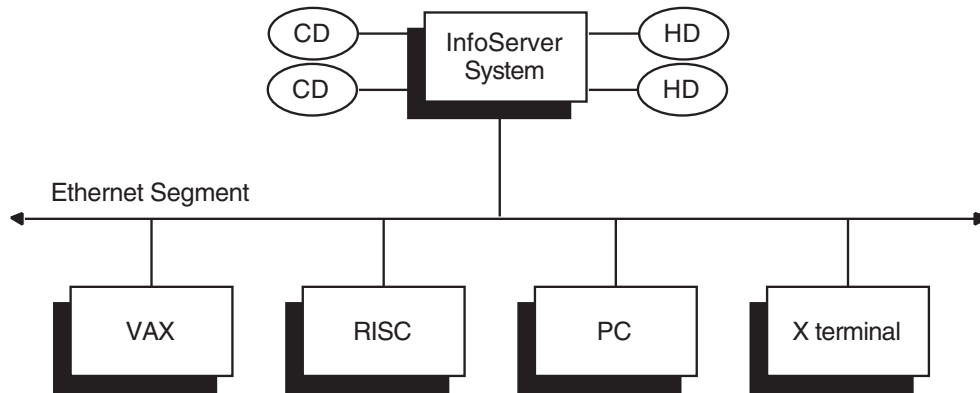 CD
InfoServer
System
HD
CD
HD
Ethernet Segment
VAX
RISC
PC
X terminal